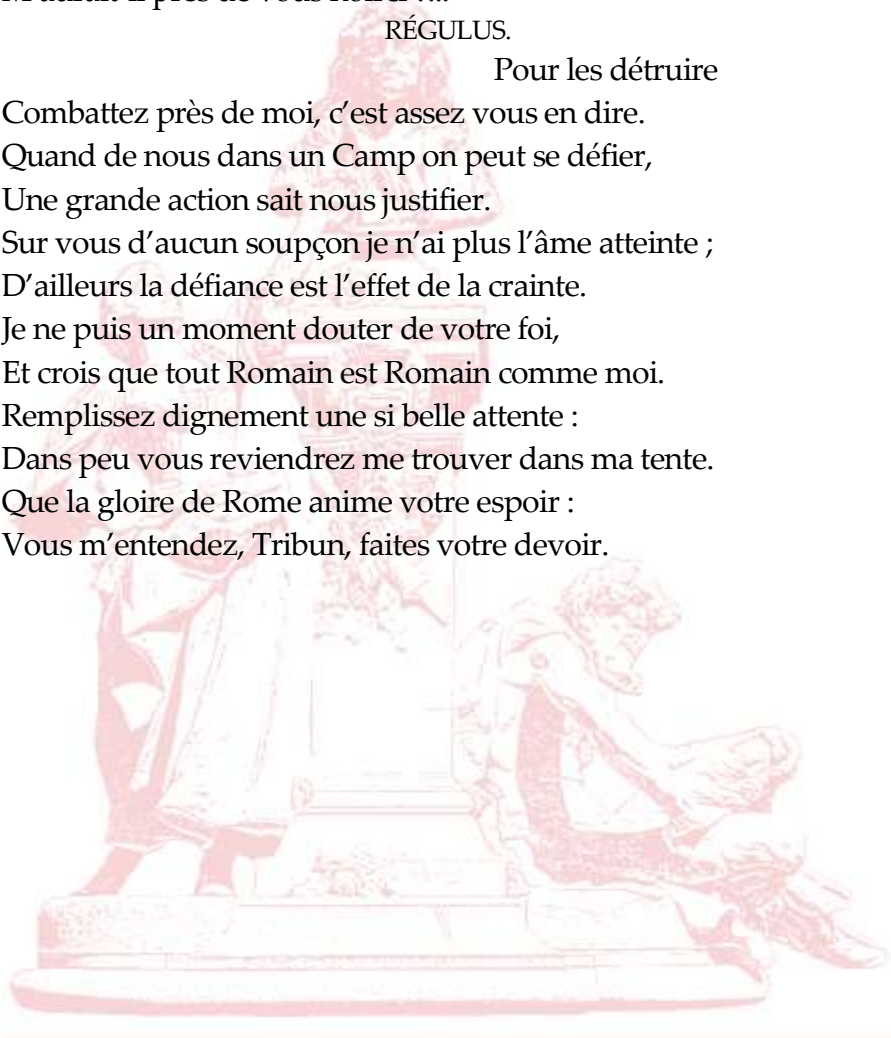 près de vous
RÉGULUS.
Pour les détruire
Combattez près de moi, c’est assez vous en dire.
Quand de nous dans un Camp on peut se défier,
Une grande action sait nous justifier.
Sur vous d’aucun soupçon je n’ai plus l’âme atteinte ;
D’ailleurs la défiance est l’effet de la crainte.
Je ne puis un moment douter de votre foi,
Et crois que tout Romain est Romain comme moi.
Remplissez dignement une si belle attente :
Dans peu vous reviendrez me trouver dans ma tente.
Que la gloire de Rome anime votre espoir :
Vous m’entendez, Tribun, faites votre devoir.